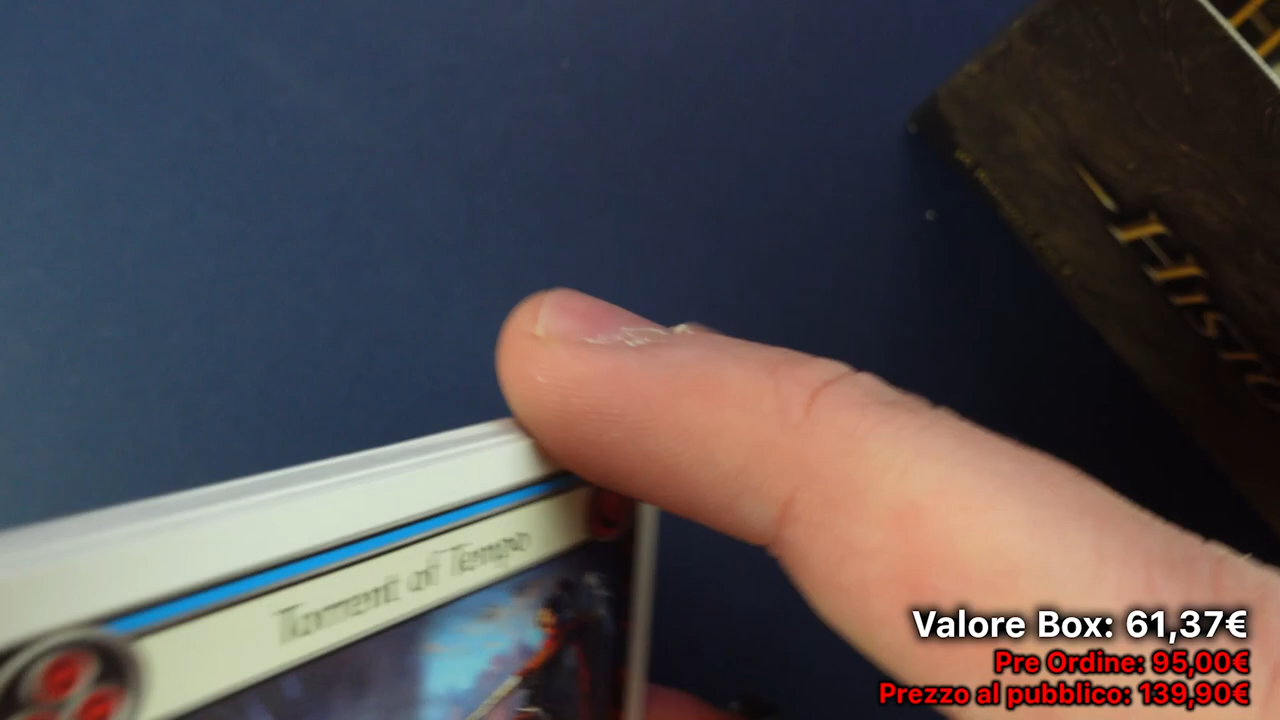 Torment of Tempo
Valore Box: 61,37€
Pre Ordine: 95,00€
Prezzo al pubblico: 139,90€